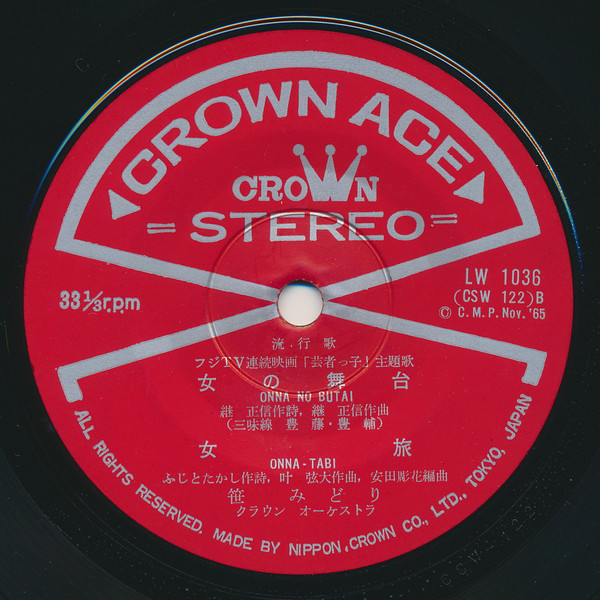 CROWN ACE
CROWN
=STEREO=
33 1/3 r.p.m
LW 1036
(CSW 122)B
© C. M. P. Nov. '65
流・行 歌
フジTV連続映画「芸者っ子」主題歌
女の舞台
ONNA NO BUTAI
継 正信作詩, 継 正信作曲
(三味線 豊 藤・豊 輔)
女 旅
ONNA-TABI
ふじとたかし作詩, 叶 弦大作曲, 安田彫花編曲
笹 みどり
クラウン オーケストラ
ALL RIGHTS RESERVED. MADE BY NIPPON CROWN CO., LTD., TOKYO, JAPAN